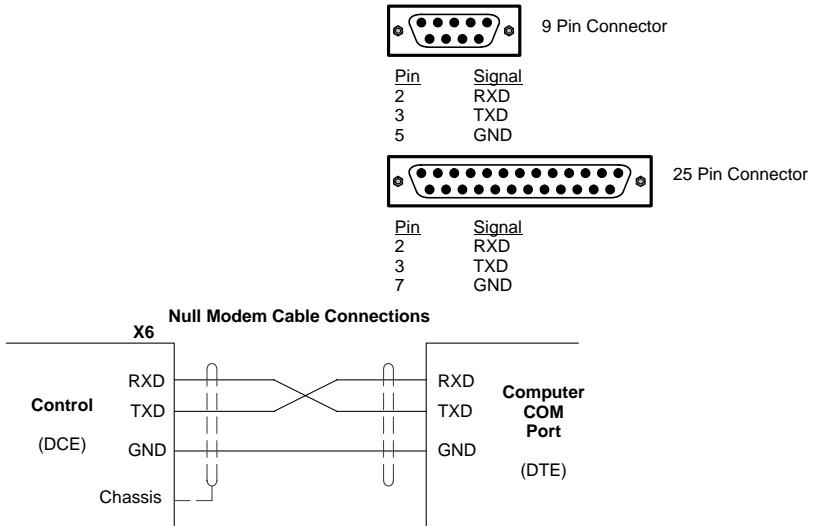 9 Pin Connector
Pin Signal
2 RXD
3 TXD
5 GND
25 Pin Connector
Pin Signal
2 RXD
3 TXD
7 GND
Null Modem Cable Connections
X6
Control
(DCE)
RXD
TXD
GND
Chassis
RXD
TXD
GND
Computer
COM
Port
(DTE)